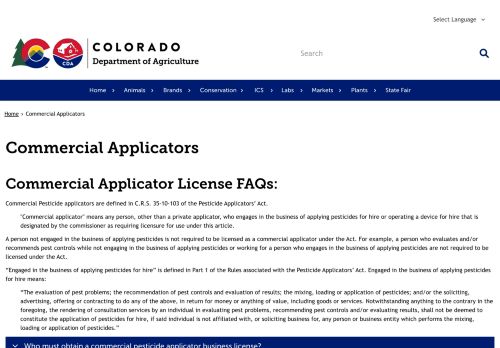 Select Language
COLORADO
Department of Agriculture
CDA
Search
Home
Animals
Brands
Conservation
ICS
Labs
Markets
Plants
State Fair
Home › Commercial Applicators
Commercial Applicators
Commercial Applicator License FAQs:
Commercial Pesticide applicators are defined in C.R.S. 35-10-103 of the Pesticide Applicators' Act.
"Commercial applicator" means any person, other than a private applicator, who engages in the business of applying pesticides for hire or operating a device for hire that is
designated by the commissioner as requiring licensure for use under this article.
A person not engaged in the business of applying pesticides is not required to be licensed as a commercial applicator under the Act. For example, a person who evaluates and/or
recommends pest controls while not engaging in the business of applying pesticides or working for a person who engages in the business of applying pesticides are not required to be
licensed under the Act.
"Engaged in the business of applying pesticides for hire" is defined in Part 1 of the Rules associated with the Pesticide Applicators' Act. Engaged in the business of applying pesticides
for hire means:
"The evaluation of pest problems; the recommendation of pest controls and evaluation of results; the mixing, loading or application of pesticides; and/or the soliciting,
advertising, offering or contracting to do any of the above, in return for money or anything of value, including goods or services. Notwithstanding anything to the contrary in the
foregoing, the rendering of consultation services by an individual in evaluating pest problems, recommending pest controls and/or evaluating results, shall not be deemed to
constitute the application of pesticides for hire, if said individual is not affiliated with, or soliciting business for, any person or business entity which performs the mixing,
loading or application of pesticides."
Who must obtain a commercial pesticide applicator business license?